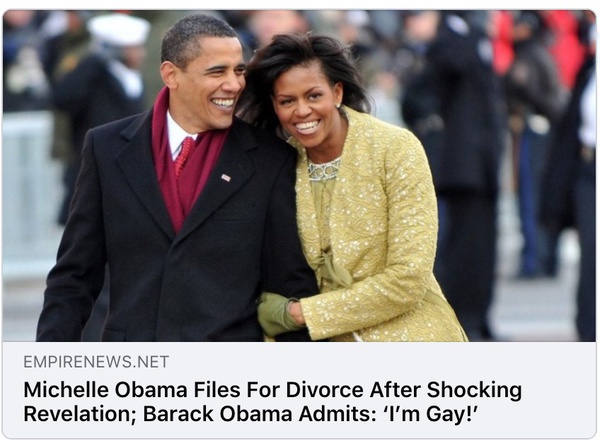 EMPIRENEWS.NET
Michelle Obama Files For Divorce After Shocking
Revelation; Barack Obama Admits: ‘I’m Gay!’